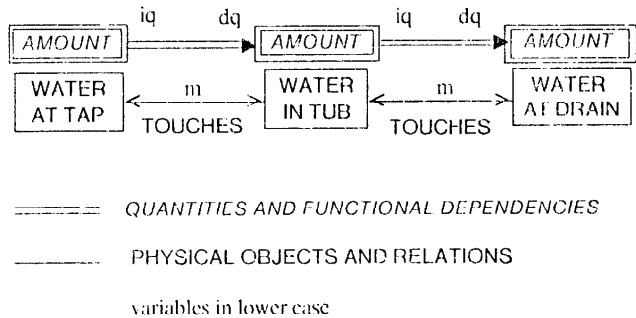 iq dq iq dq
AMOUNT AMOUNT AMOUNT
WATER AT TAP m TOUCHES WATER IN TUB m TOUCHES WATER AT DRAIN
QUANTITIES AND FUNCTIONAL DEPENDENCIES
PHYSICAL OBJECTS AND RELATIONS
variables in lower case